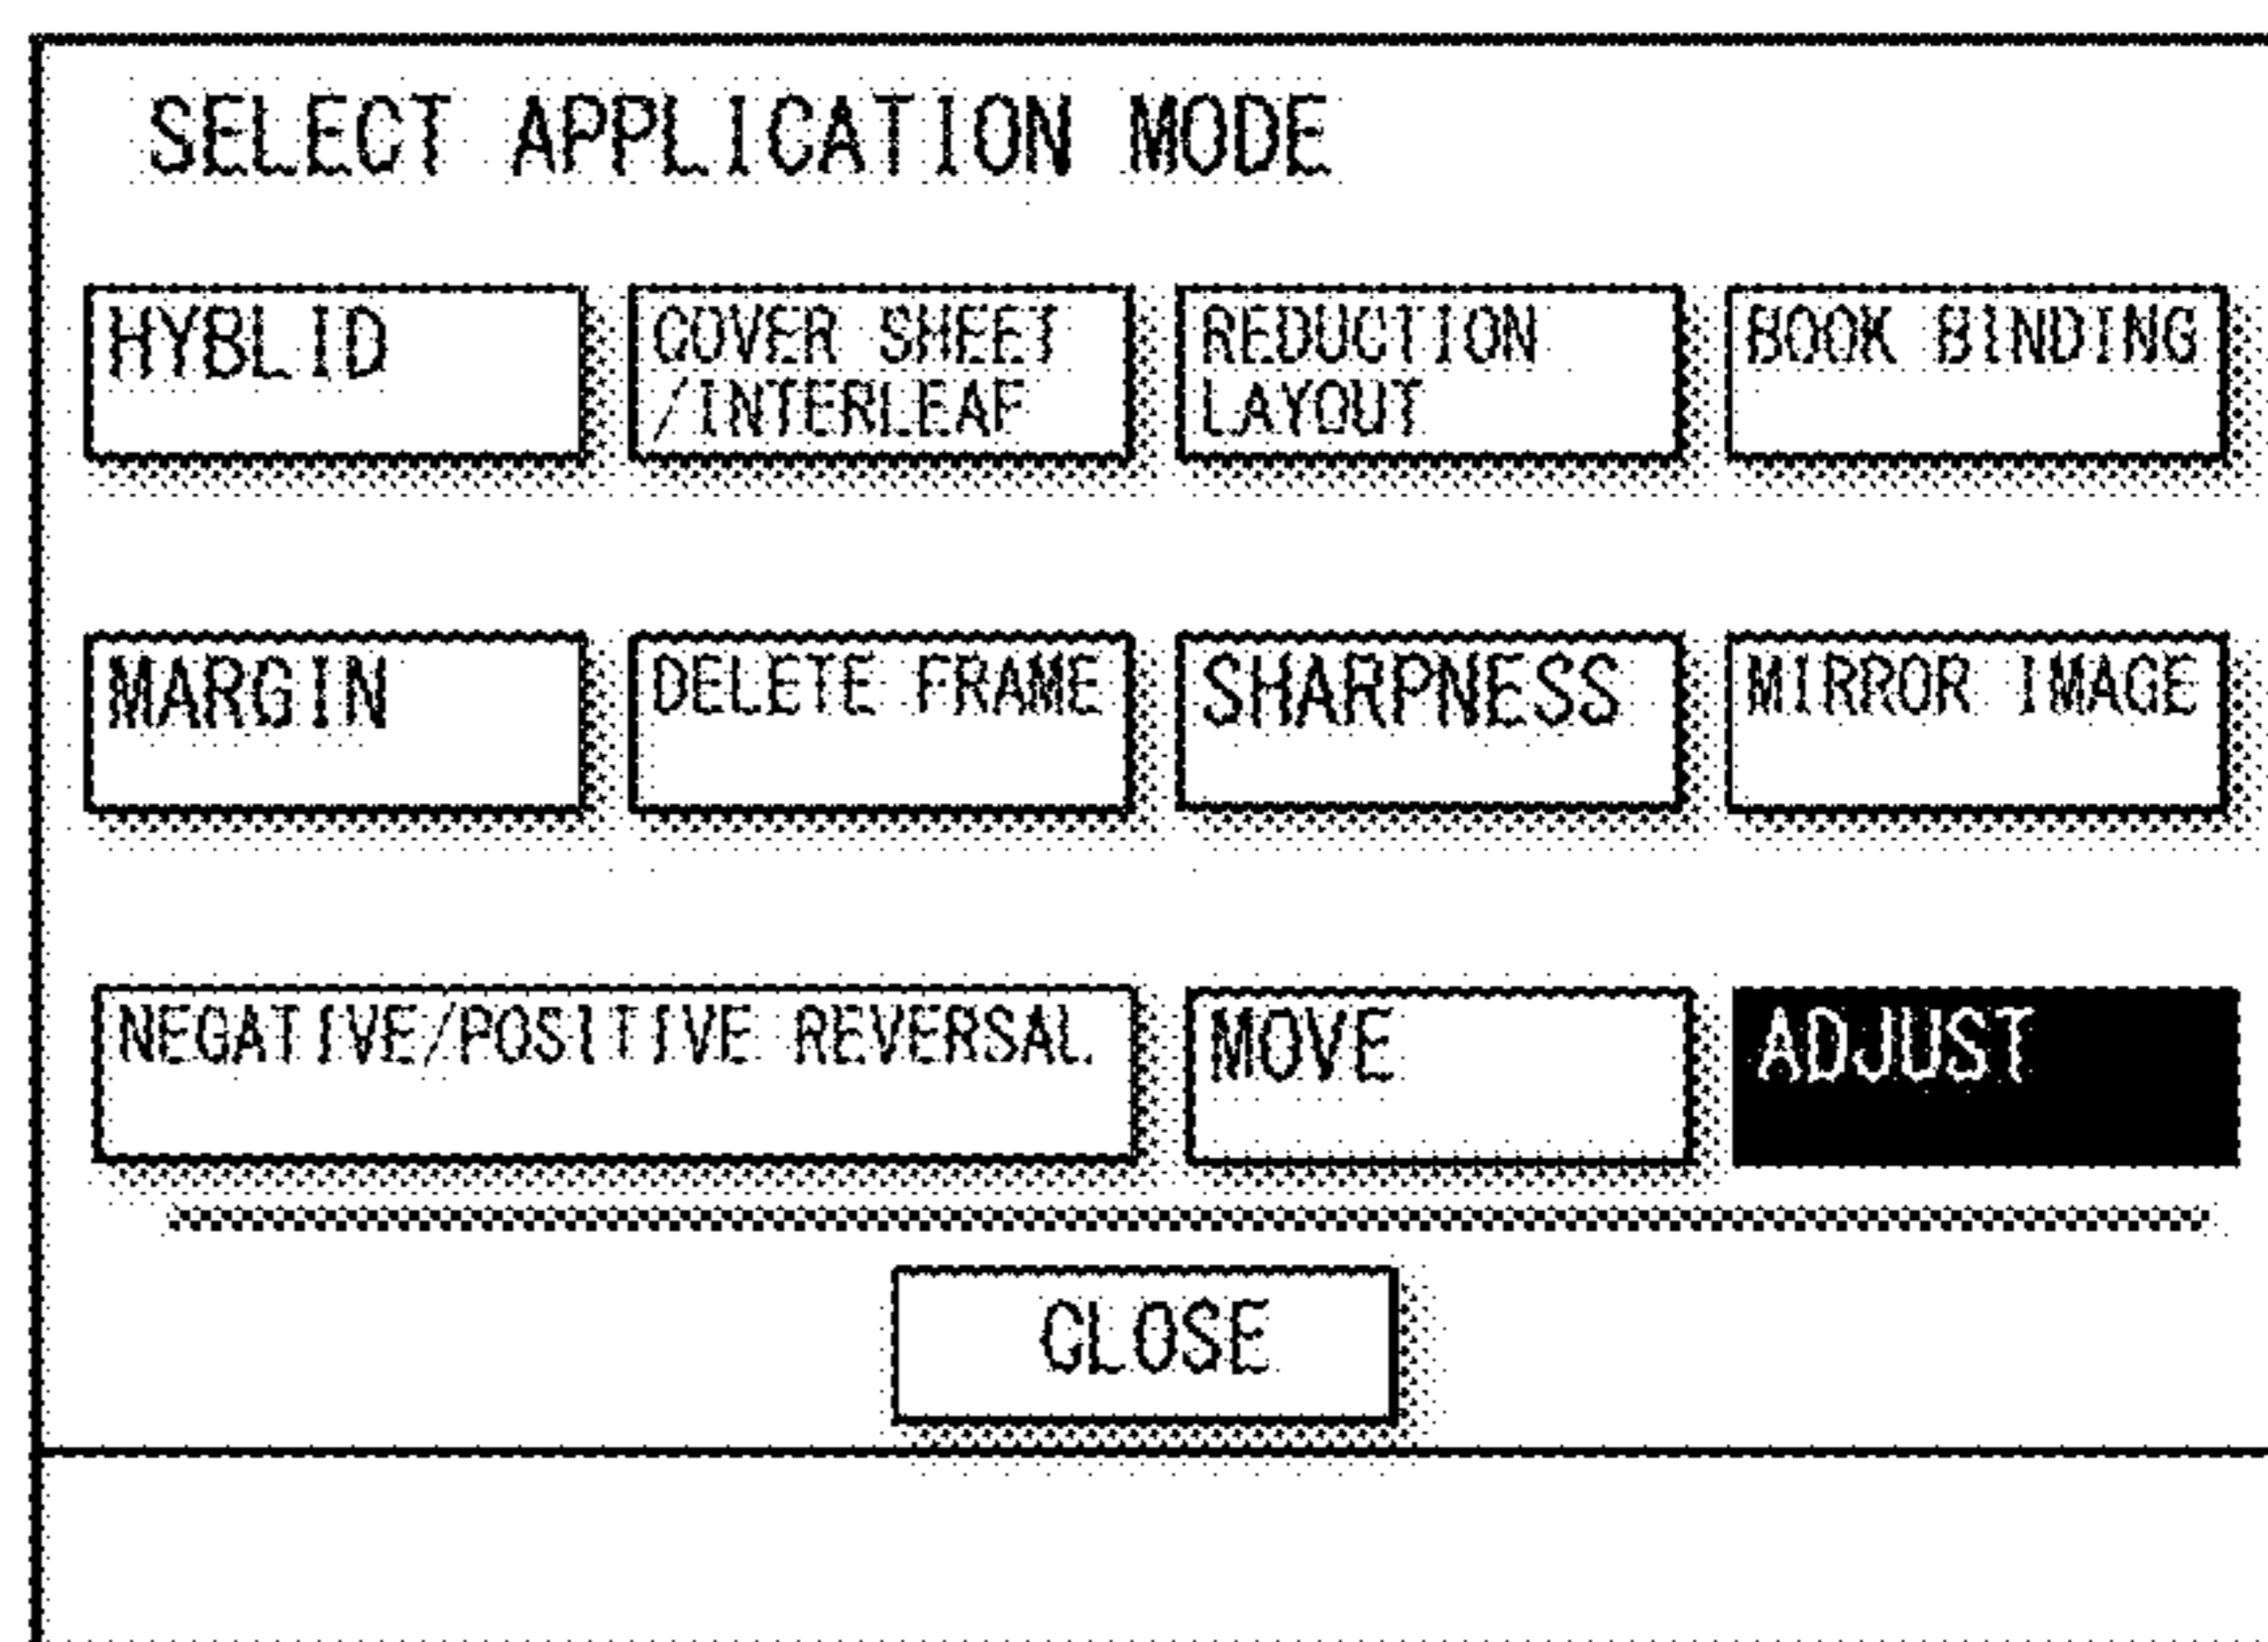 SELECT APPLICATION MODE
HYBLID
COVER SHEET
/INTERLEAF
REDUCTION
LAYOUT
BOOK BINDING
MARGIN
DELETE FRAME
SHARPNESS
MIRROR IMAGE
NEGATIVE/POSITIVE REVERSAL
MOVE
ADJUST
CLOSE